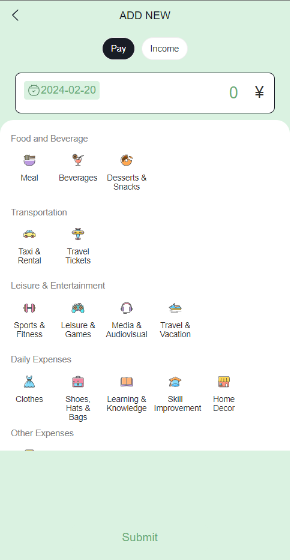 ADD NEW
Pay Income
2024-02-20 0 ¥
Food and Beverage
Meal Beverages Desserts &
Snacks
Transportation
Taxi & Travel
Rental Tickets
Leisure & Entertainment
Sports & Leisure & Media & Travel &
Fitness Games Audiovisual Vacation
Daily Expenses
Clothes Shoes, Learning & Skill Home
Hats & Knowledge Improvement Decor
Bags
Other Expenses
Submit